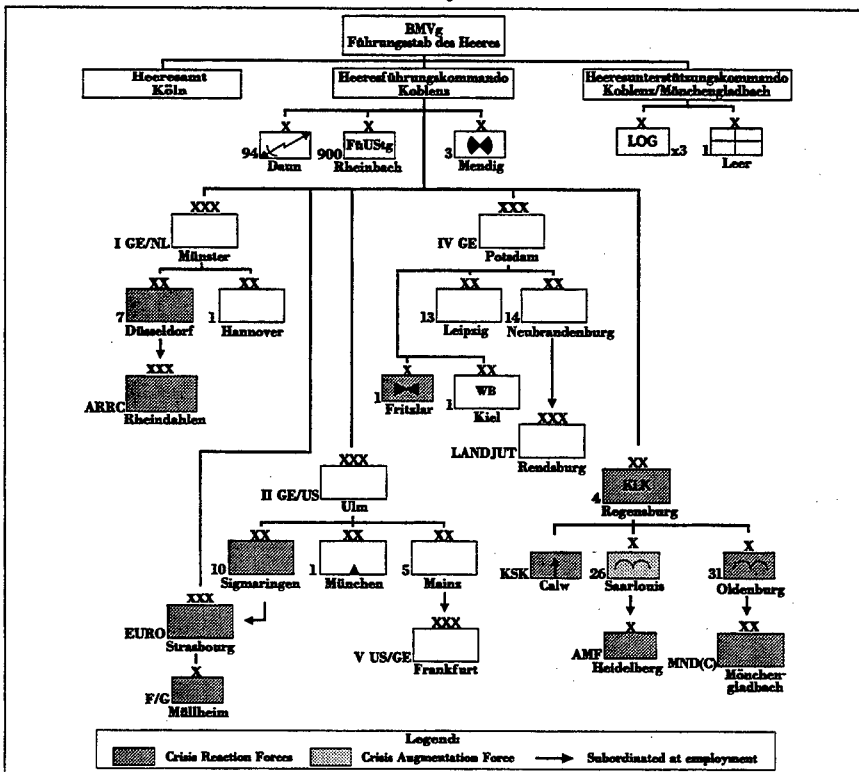 BMVg
Führungsstab des Heeres
Heeresamt
Köln
Heeresführungskommando
Koblenz
Heeresunterstützungskommando
Koblenz/Mönchengladbach
X
94
Daun
X
900
FüUStg
Rheinbach
X
3
Mendig
X
LOG
x3
X
1
Leer
XXX
I GE/NL
Münster
XXX
IV GE
Potsdam
XX
7
Düsseldorf
XX
1
Hannover
XX
13
Leipzig
XX
14
Neubrandenburg
XXX
ARRC
Rheindahlen
X
1
Fritzlar
XX
1
WB
Kiel
XXX
LANDJUT
Rendsburg
XXX
II GE/US
Ulm
XX
4
KLK
Regensburg
XX
10
Sigmaringen
XX
1
München
XX
5
Mainz
KSK
Calw
X
26
Saarlouis
X
31
Oldenburg
XXX
EURO
Strasbourg
XXX
V US/GE
Frankfurt
X
AMF
Heidelberg
XX
MND(C)
Mönchen-
gladbach
X
F/G
Müllheim
Legend:
Crisis Reaction Forces
Crisis Augmentation Force
Subordinated at employment